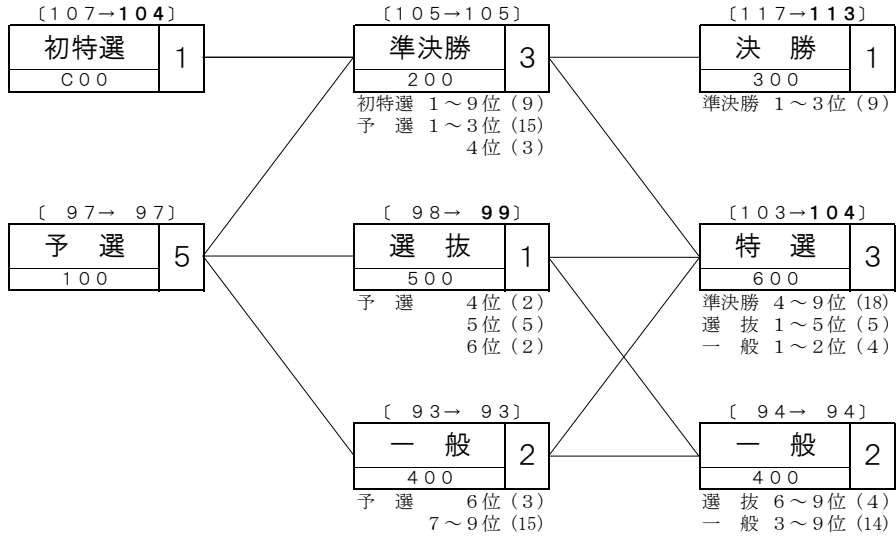 〔107→104〕
初特選 1
C00
〔105→105〕
準決勝 3
200
初特選 1～9位 (9)
予　選 1～3位 (15)
4位 (3)
〔117→113〕
決　勝 1
300
準決勝 1～3位 (9)
〔 97→ 97〕
予　選 5
100
〔 98→ 99〕
選　抜 1
500
予　選 4位 (2)
5位 (5)
6位 (2)
〔103→104〕
特　選 3
600
準決勝 4～9位 (18)
選　抜 1～5位 (5)
一　般 1～2位 (4)
〔 93→ 93〕
一　般 2
400
予　選 6位 (3)
7～9位 (15)
〔 94→ 94〕
一　般 2
400
選　抜 6～9位 (4)
一　般 3～9位 (14)